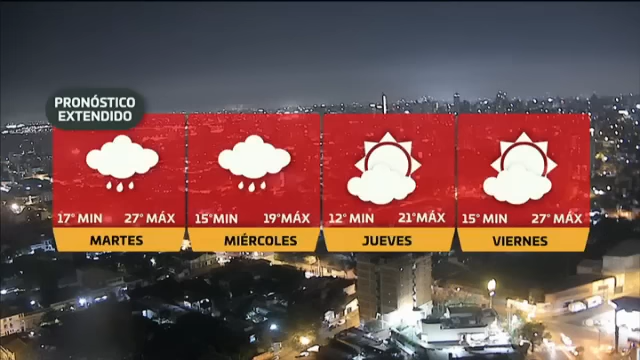 PRONÓSTICO
EXTENDIDO
17° MIN 27° MÁX
MARTES
15° MIN 19° MÁX
MIÉRCOLES
12° MIN 21° MÁX
JUEVES
15° MIN 27° MÁX
VIERNES